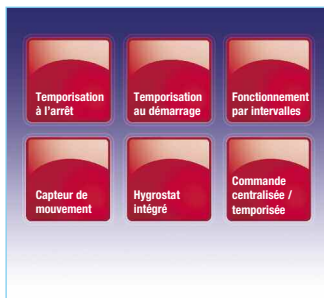 Temporisation
à l'arrêt
Temporisation
au démarrage
Fonctionnement
par intervalles
Capteur de
mouvement
Hygrostat
intégré
Commande
centralisée /
temporisée